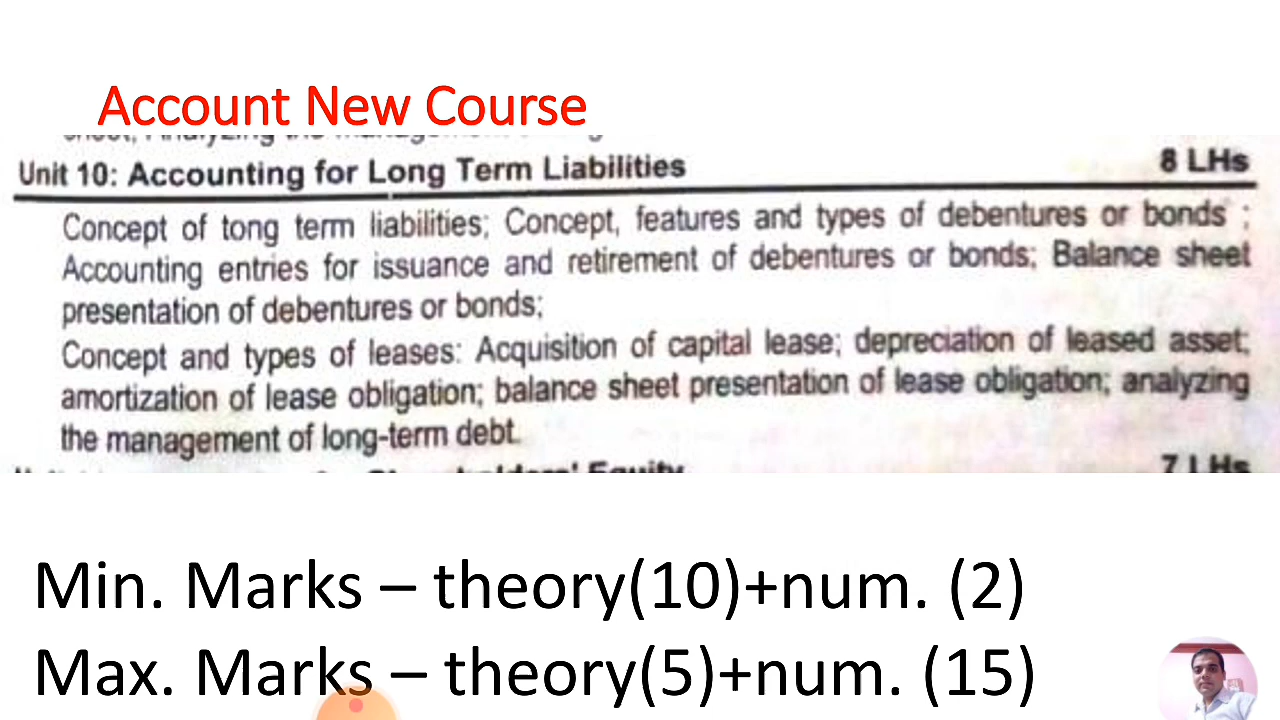 Account New Course
Unit 10: Accounting for Long Term Liabilities 8 LHs
Concept of tong term liabilities; Concept, features and types of debentures or bonds ;
Accounting entries for issuance and retirement of debentures or bonds; Balance sheet
presentation of debentures or bonds;
Concept and types of leases: Acquisition of capital lease; depreciation of leased asset;
amortization of lease obligation; balance sheet presentation of lease obligation; analyzing
the management of long-term debt.
Equity 7 LHs
Min. Marks – theory(10)+num. (2)
Max. Marks – theory(5)+num. (15)